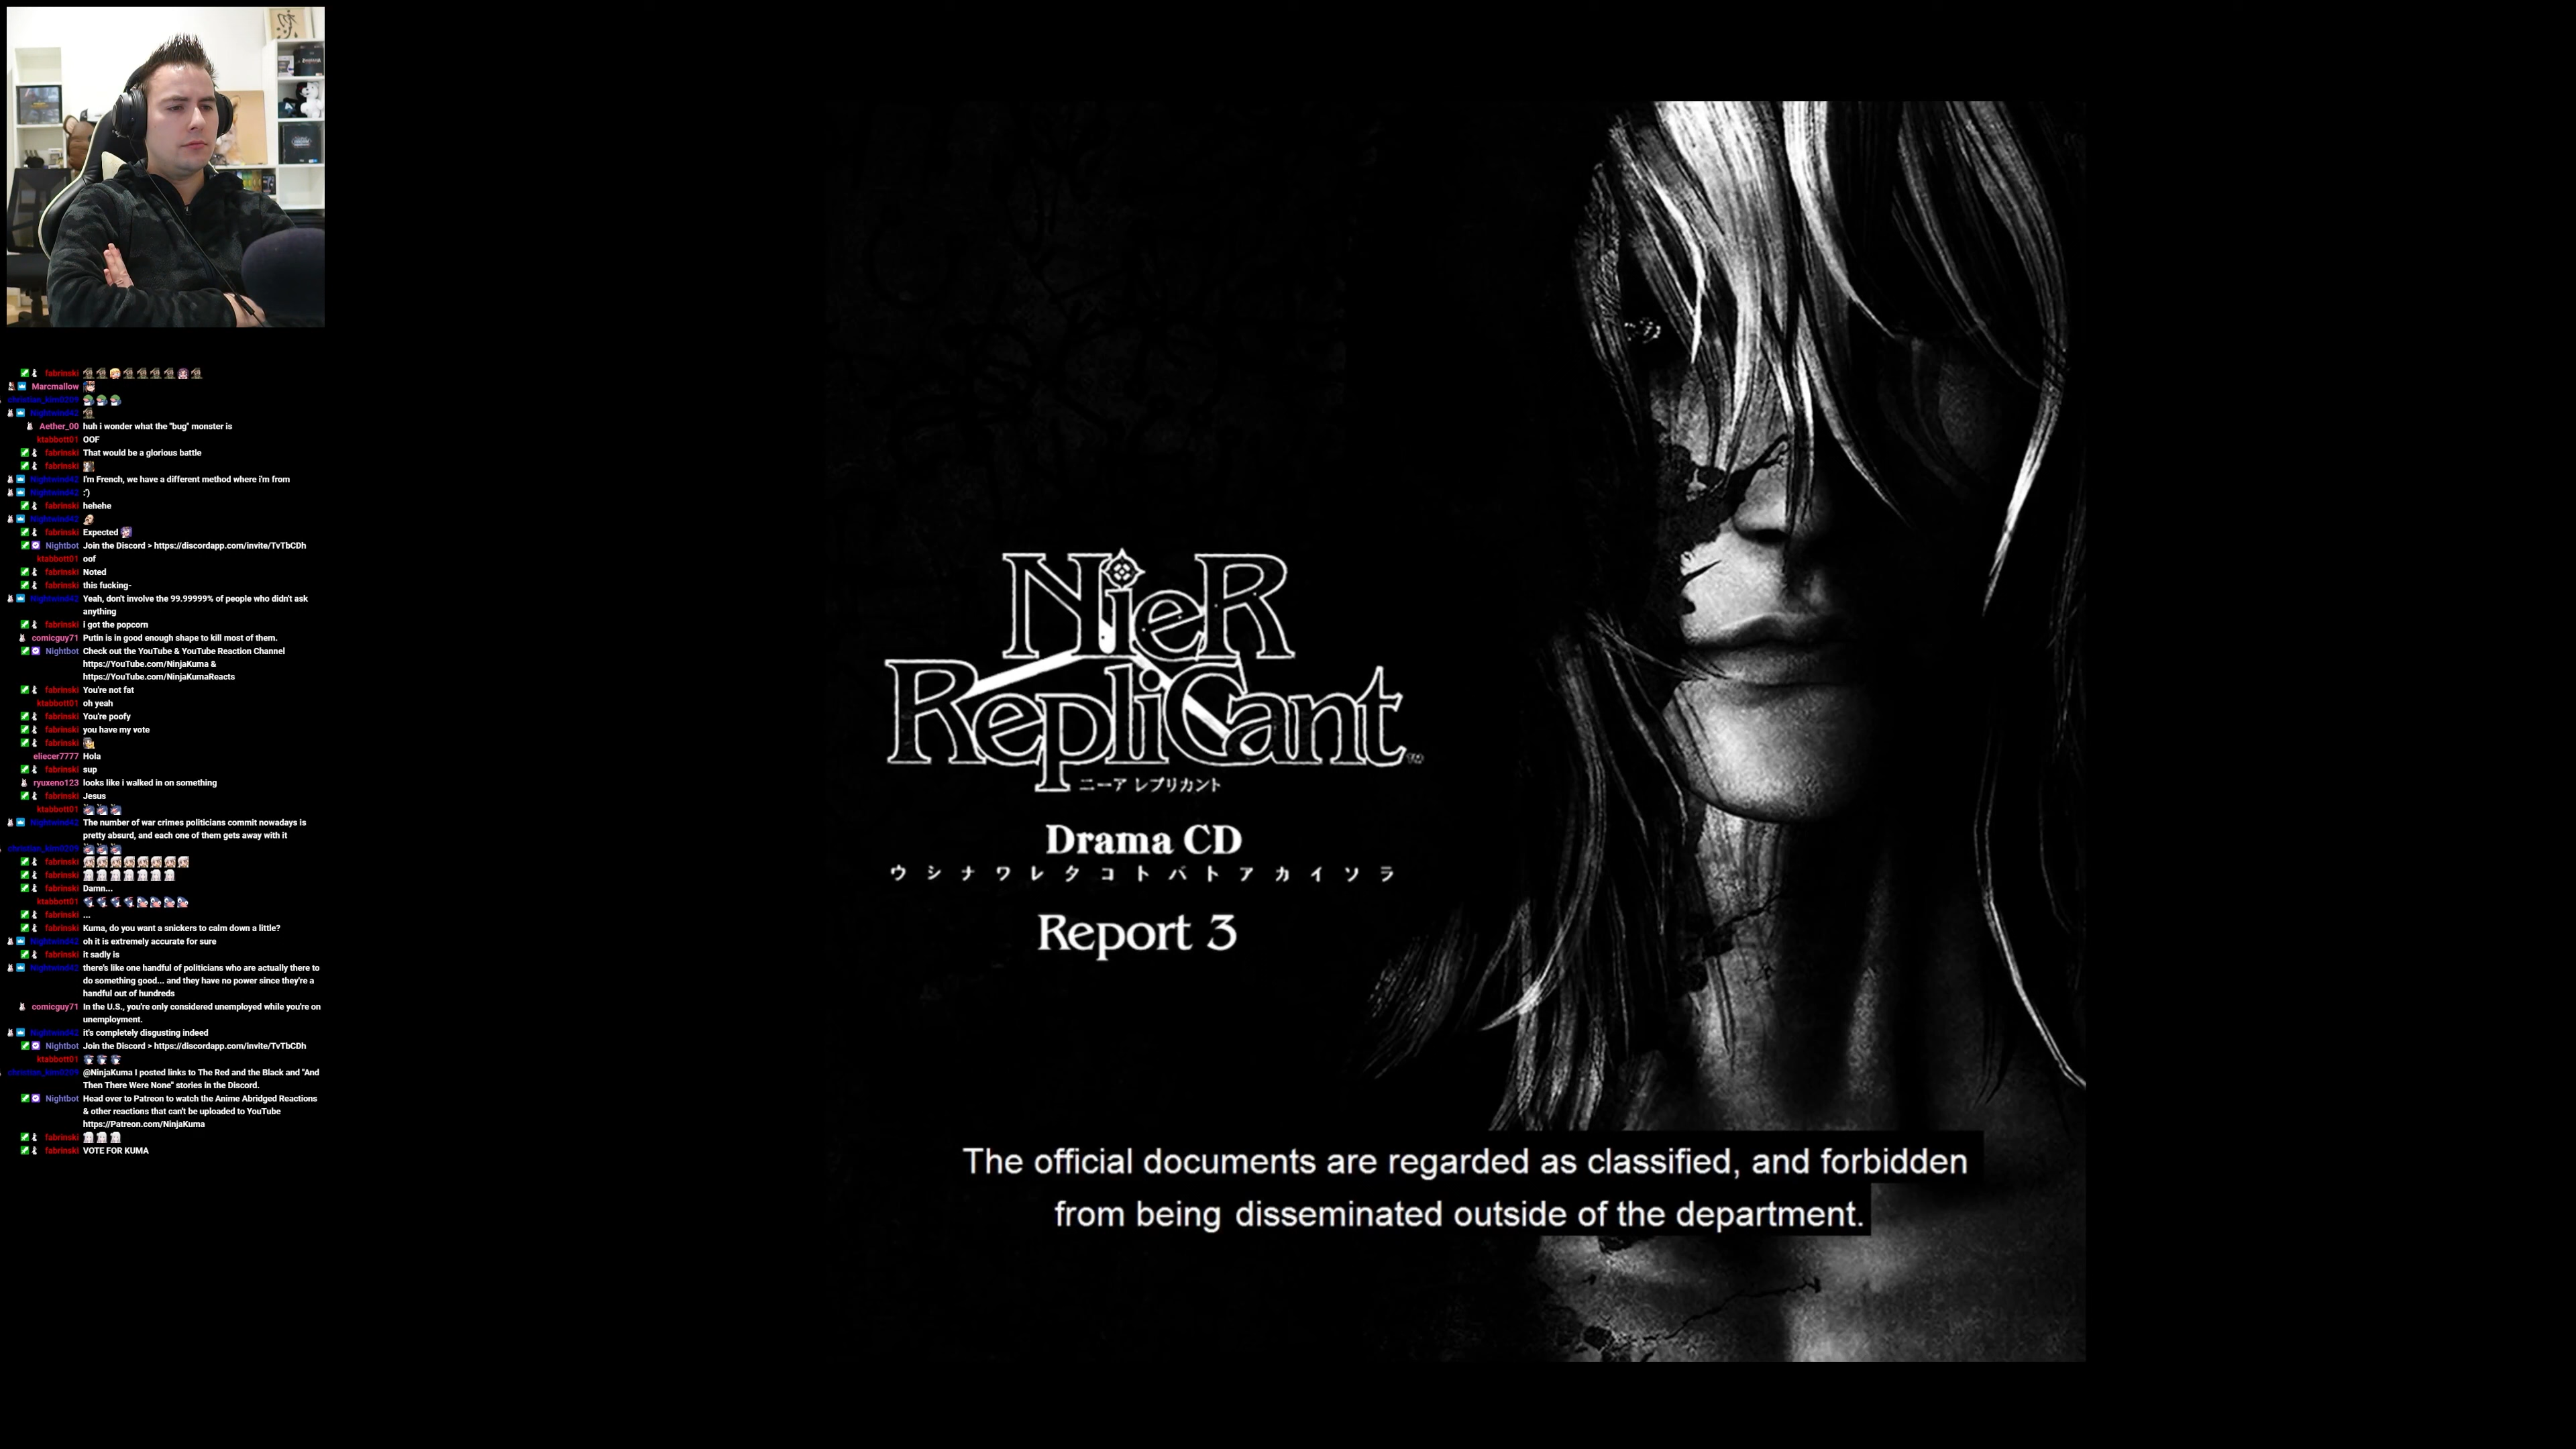 fabrinski
Marcmallow
Nightwind42
Aether_00 huh i wonder what the "bug" monster is
ktabbott01 OOF
fabrinski That would be a glorious battle
fabrinski
Nightwind42 I'm French, we have a different method where i'm from
Nightwind42 :')
fabrinski hehehe
Nightwind42
fabrinski Expected
Nightbot Join the Discord > https://discordapp.com/invite/TvTbCDh
ktabbott01 oof
fabrinski Noted
fabrinski this fucking-
Nightwind42 Yeah, don't involve the 99.99999% of people who didn't ask
anything
fabrinski i got the popcorn
comicguy71 Putin is in good enough shape to kill most of them.
Nightbot Check out the YouTube & YouTube Reaction Channel
https://YouTube.com/NinjaKuma &
https://YouTube.com/NinjaKumaReacts
fabrinski You're not fat
ktabbott01 oh yeah
fabrinski You're poofy
fabrinski you have my vote
fabrinski
eliecer7777 Hola
fabrinski sup
ryuxeno123 looks like i walked in on something
fabrinski Jesus
ktabbott01
Nightwind42 The number of war crimes politicians commit nowadays is
pretty absurd, and each one of them gets away with it
fabrinski
fabrinski
fabrinski Damn...
ktabbott01
fabrinski ...
fabrinski Kuma, do you want a snickers to calm down a little?
Nightwind42 oh it is extremely accurate for sure
fabrinski it sadly is
Nightwind42 there's like one handful of politicians who are actually there to
do something good... and they have no power since they're a
handful out of hundreds
comicguy71 In the U.S., you're only considered unemployed while you're on
unemployment.
Nightwind42 it's completely disgusting indeed
Nightbot Join the Discord > https://discordapp.com/invite/TvTbCDh
ktabbott01
@NinjaKuma I posted links to The Red and the Black and "And
Then There Were None" stories in the Discord.
Nightbot Head over to Patreon to watch the Anime Abridged Reactions
& other reactions that can't be uploaded to YouTube
https://Patreon.com/NinjaKuma
fabrinski
fabrinski VOTE FOR KUMA
NieR
RepliCant™
ニーア レプリカント
Drama CD
ウシナワレタコトバトアカイソラ
Report 3
The official documents are regarded as classified, and forbidden
from being disseminated outside of the department.